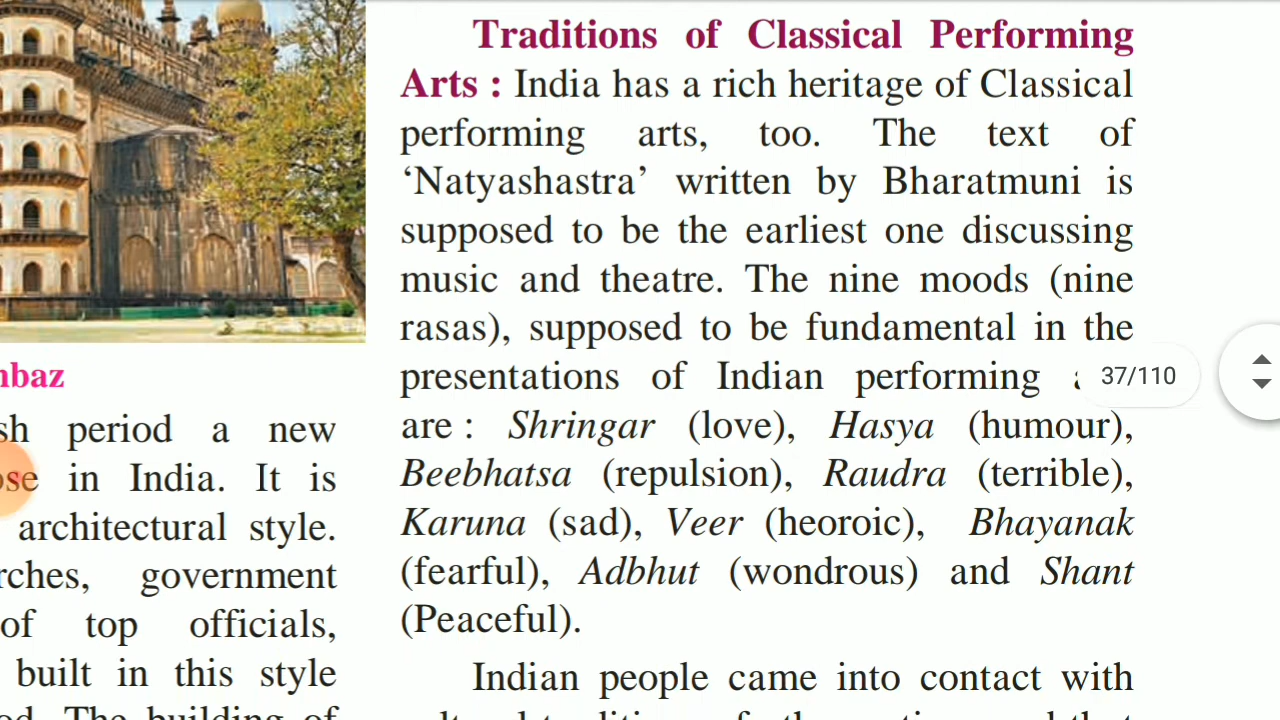 nbaz
sh period a new
ose in India. It is
architectural style.
rches, government
of top officials,
built in this style
Traditions of Classical Performing
Arts : India has a rich heritage of Classical
performing arts, too. The text of
‘Natyashastra’ written by Bharatmuni is
supposed to be the earliest one discussing
music and theatre. The nine moods (nine
rasas), supposed to be fundamental in the
presentations of Indian performing
are : Shringar (love), Hasya (humour),
Beebhatsa (repulsion), Raudra (terrible),
Karuna (sad), Veer (heoroic), Bhayanak
(fearful), Adbhut (wondrous) and Shant
(Peaceful).
Indian people came into contact with
37/110